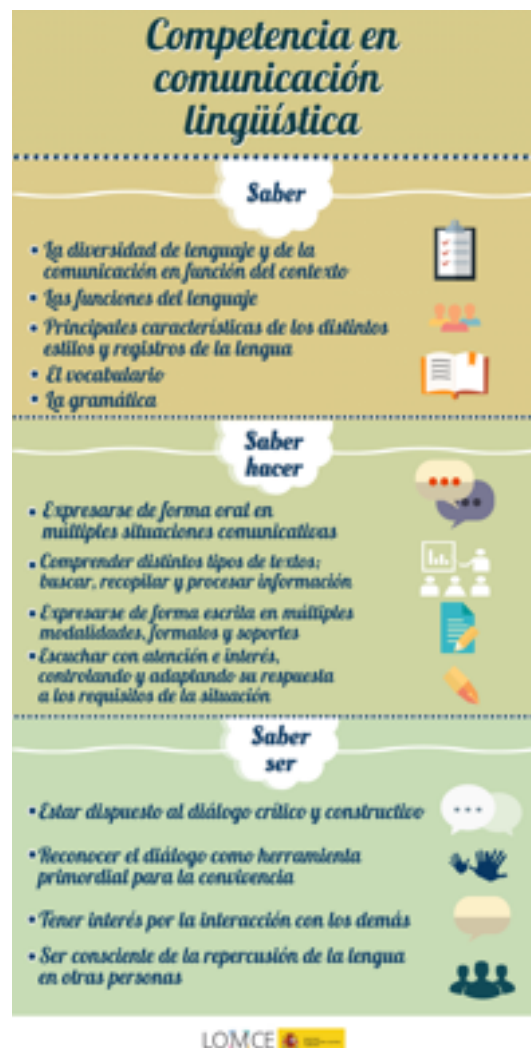 Competencia en
comunicación
lingüística
Saber
• La diversidad de lenguaje y de la
comunicación en función del contexto
• Las funciones del lenguaje
• Principales características de los distintos
estilos y registros de la lengua
• El vocabulario
• La gramática
Saber
hacer
• Expresarse de forma oral en
múltiples situaciones comunicativas
• Comprender distintos tipos de textos;
buscar, recopilar y procesar información
• Expresarse de forma escrita en múltiples
modalidades, formatos y soportes
• Escuchar con atención e interés,
controlando y adaptando su respuesta
a los requisitos de la situación
Saber
ser
• Estar dispuesto al diálogo crítico y constructivo
• Reconocer el diálogo como herramienta
primordial para la convivencia
• Tener interés por la interacción con los demás
• Ser consciente de la repercusión de la lengua
en otras personas
LOMCE